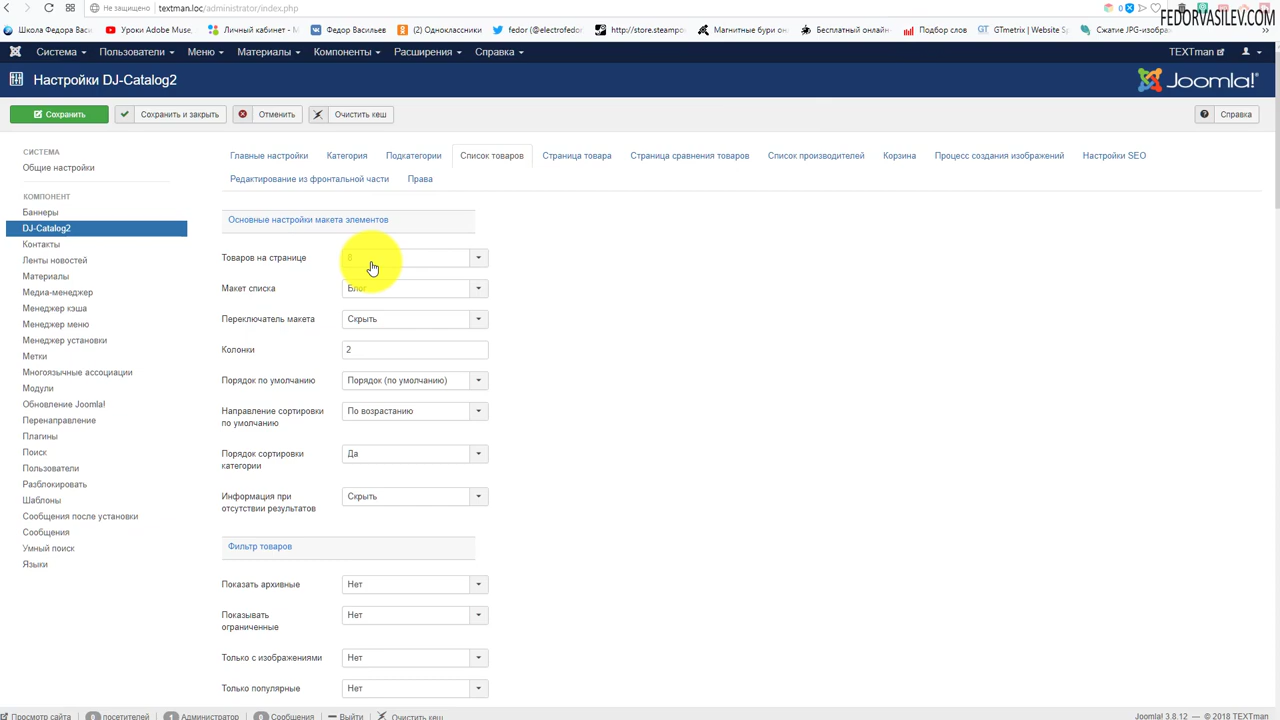 textman.loc/administrator/index.php
Не защищено
FEDORVASILEV.COM
Школа Федора Васи
Уроки Adobe Muse,
Личный кабинет -
Федор Васильев
(2) Одноклассники
fedor (@electrofedor
http://store.steampo
Магнитные бури он
Бесплатный онлайн
Подбор слов
GTmetrix | Website Sp
Сжатие JPG-изобра
Система
Пользователи
Меню
Материалы
Компоненты
Расширения
Справка
TEXTman
Настройки DJ-Catalog2
Joomla!
Сохранить
Сохранить и закрыть
Отменить
Очистить кеш
Справка
СИСТЕМА
Общие настройки
КОМПОНЕНТ
Баннеры
DJ-Catalog2
Контакты
Ленты новостей
Материалы
Медиа-менеджер
Менеджер кэша
Менеджер меню
Менеджер установки
Метки
Многоязычные ассоциации
Модули
Обновление Joomla!
Перенаправление
Плагины
Поиск
Пользователи
Разблокировать
Шаблоны
Сообщения после установки
Сообщения
Умный поиск
Языки
Главные настройки
Категория
Подкатегории
Список товаров
Страница товара
Страница сравнения товаров
Список производителей
Корзина
Процесс создания изображений
Настройки SEO
Редактирование из фронтальной части
Права
Основные настройки макета элементов
Товаров на странице
Макет списка
Блог
Переключатель макета
Скрыть
Колонки
2
Порядок по умолчанию
Порядок (по умолчанию)
Направление сортировки
по умолчанию
По возрастанию
Порядок сортировки
категории
Да
Информация при
отсутствии результатов
Скрыть
Фильтр товаров
Показать архивные
Нет
Показывать
ограниченные
Нет
Только с изображениями
Нет
Только популярные
Нет
Просмотр сайта
0 посетителей
1 Администратор
0 Сообщения
Выйти
Очистить кеш
Joomla! 3.8.12 — © 2018 TEXTman